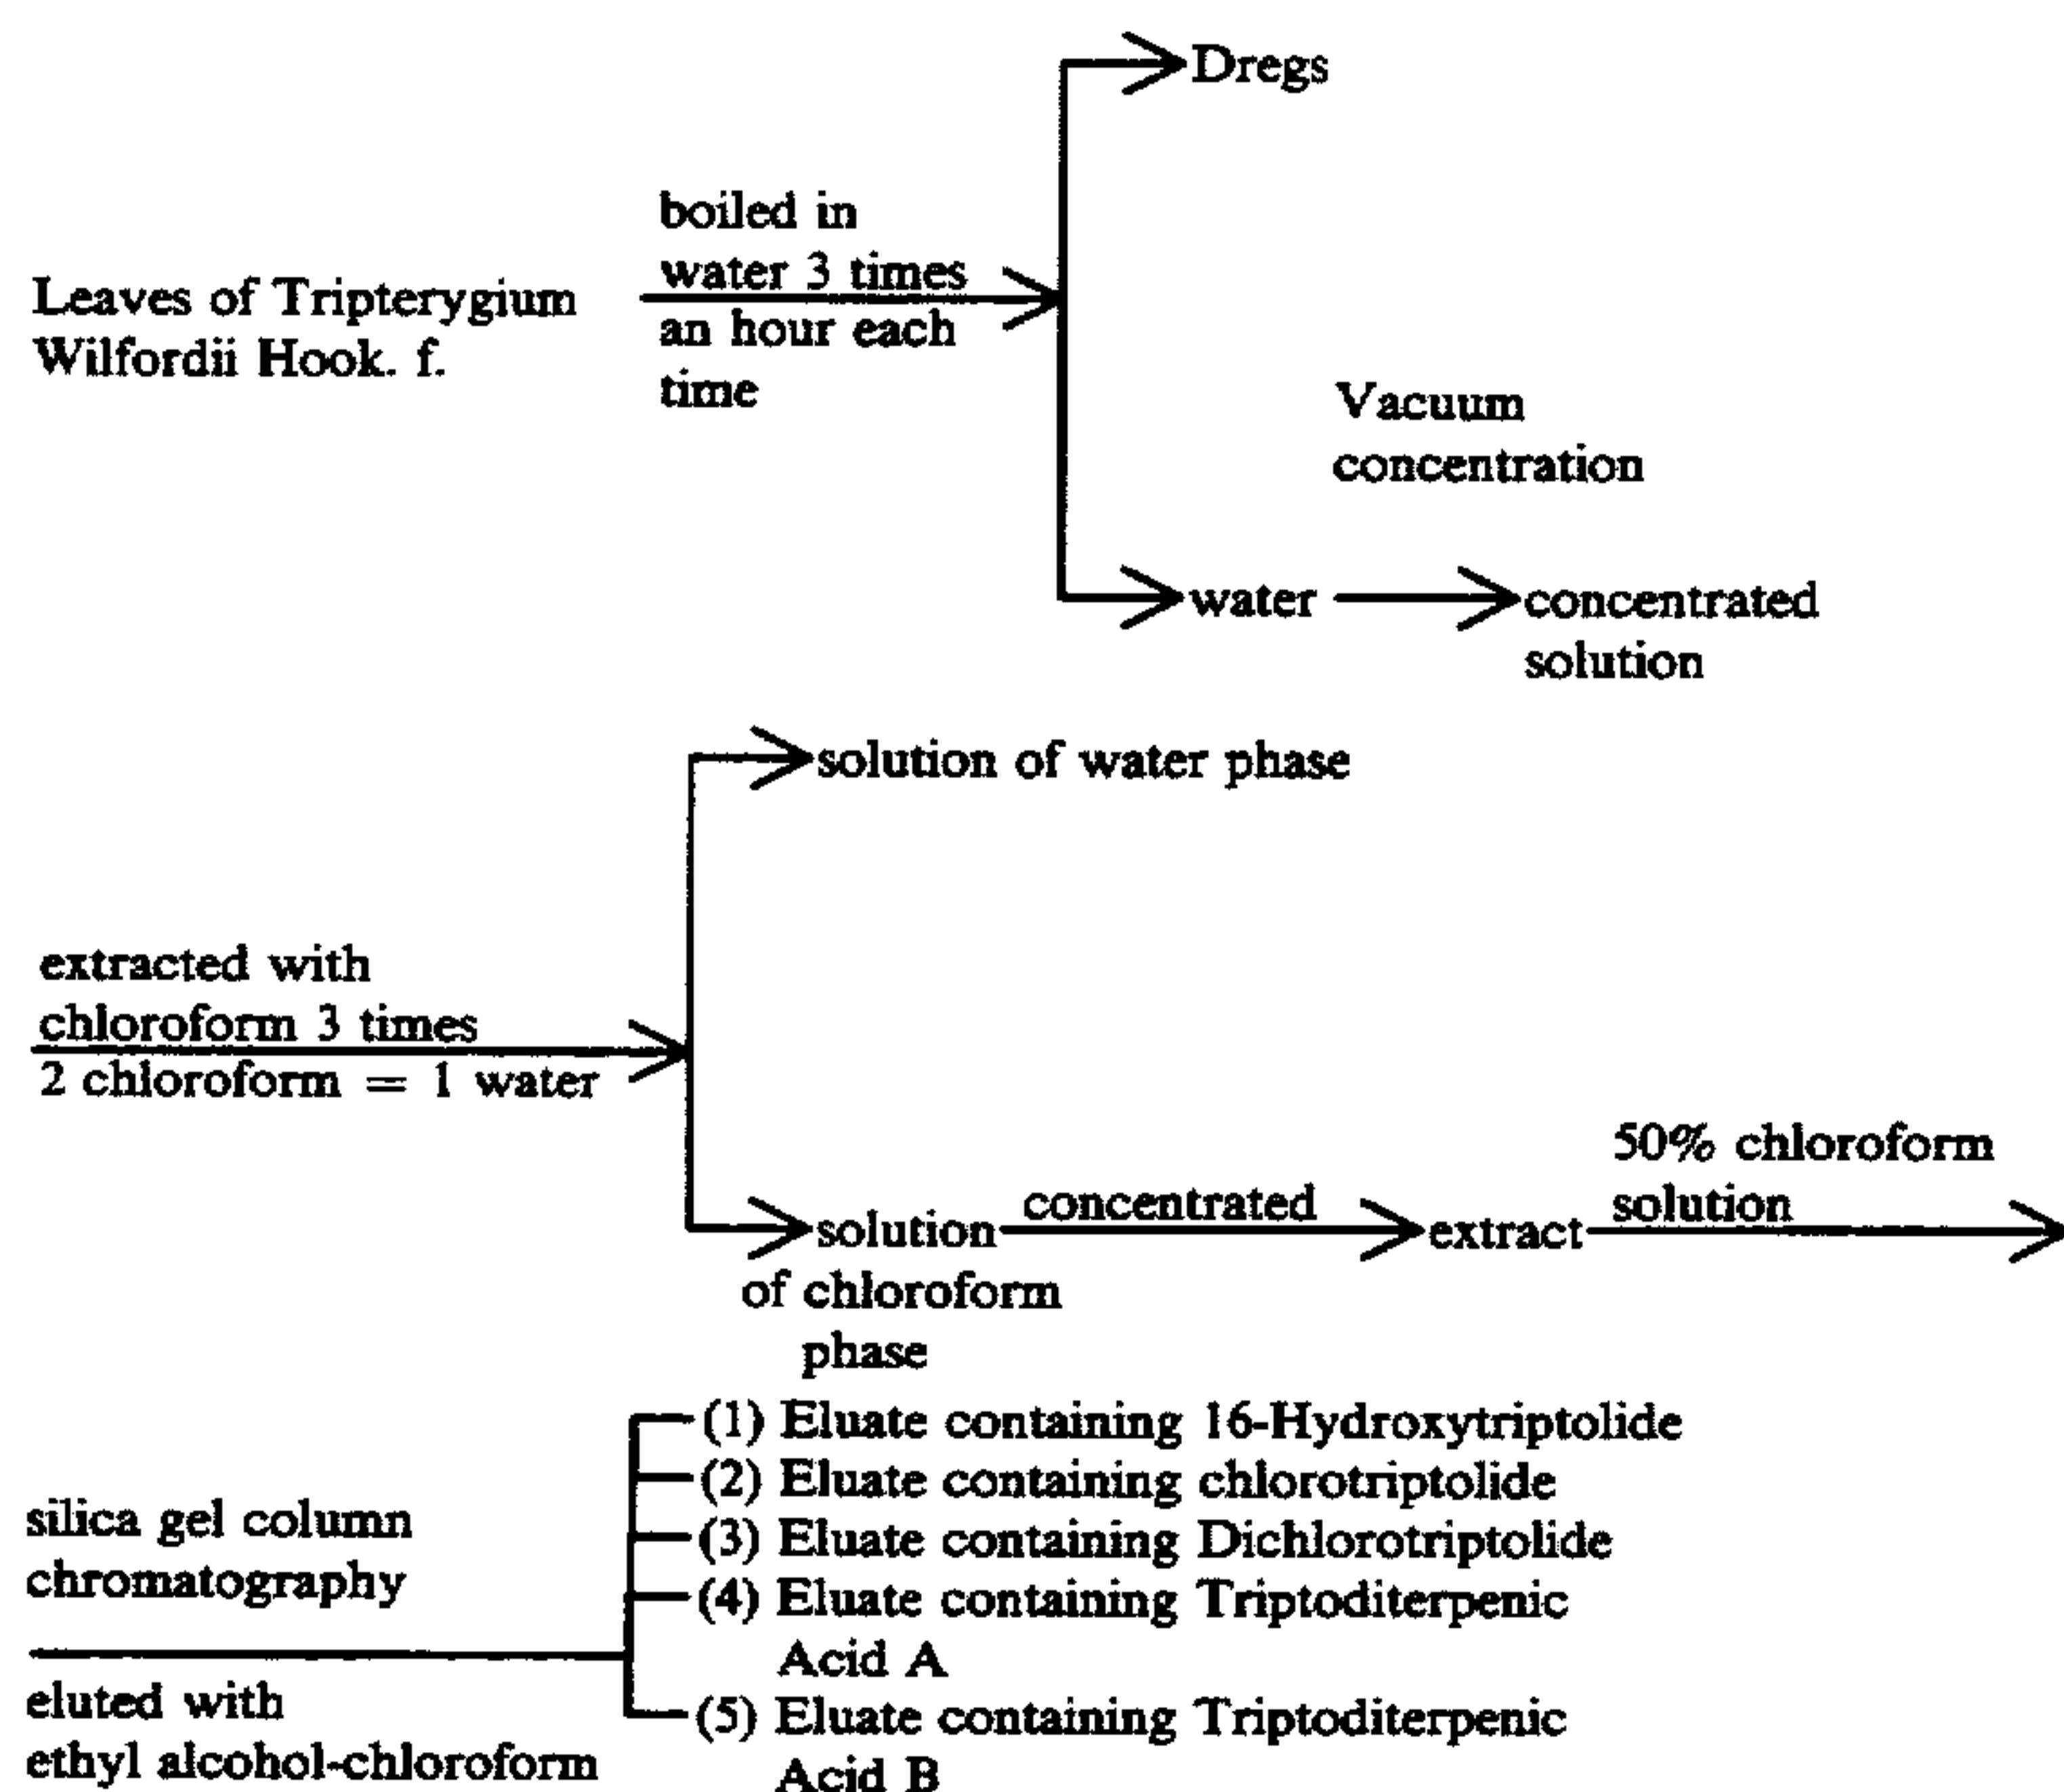 Dregs
boiled in
water 3 times
an hour each
time
Leaves of Tripterygium
Wilfordii Hook. f.
Vacuum
concentration
water
concentrated
solution
solution of water phase
extracted with
chloroform 3 times
2 chloroform = 1 water
solution
of chloroform
phase
concentrated
extract
50% chloroform
solution
silica gel column
chromatography
eluted with
ethyl alcohol-chloroform
(1) Eluate containing 16-Hydroxytriptolide
(2) Eluate containing chlorotriptolide
(3) Eluate containing Dichlorotriptolide
(4) Eluate containing Triptoditerpenic
Acid A
(5) Eluate containing Triptoditerpenic
Acid B